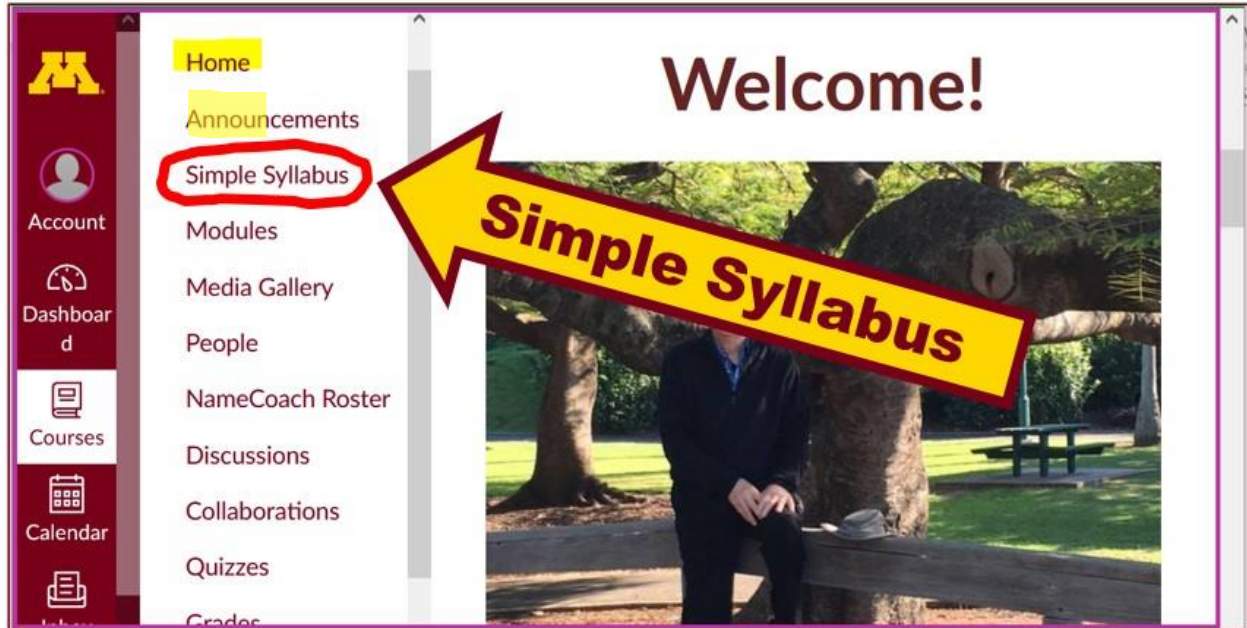 M
Account
Dashboar
d
Courses
Calendar
Home
Announcements
Simple Syllabus
Modules
Media Gallery
People
NameCoach Roster
Discussions
Collaborations
Quizzes
Grades
Welcome!
Simple Syllabus